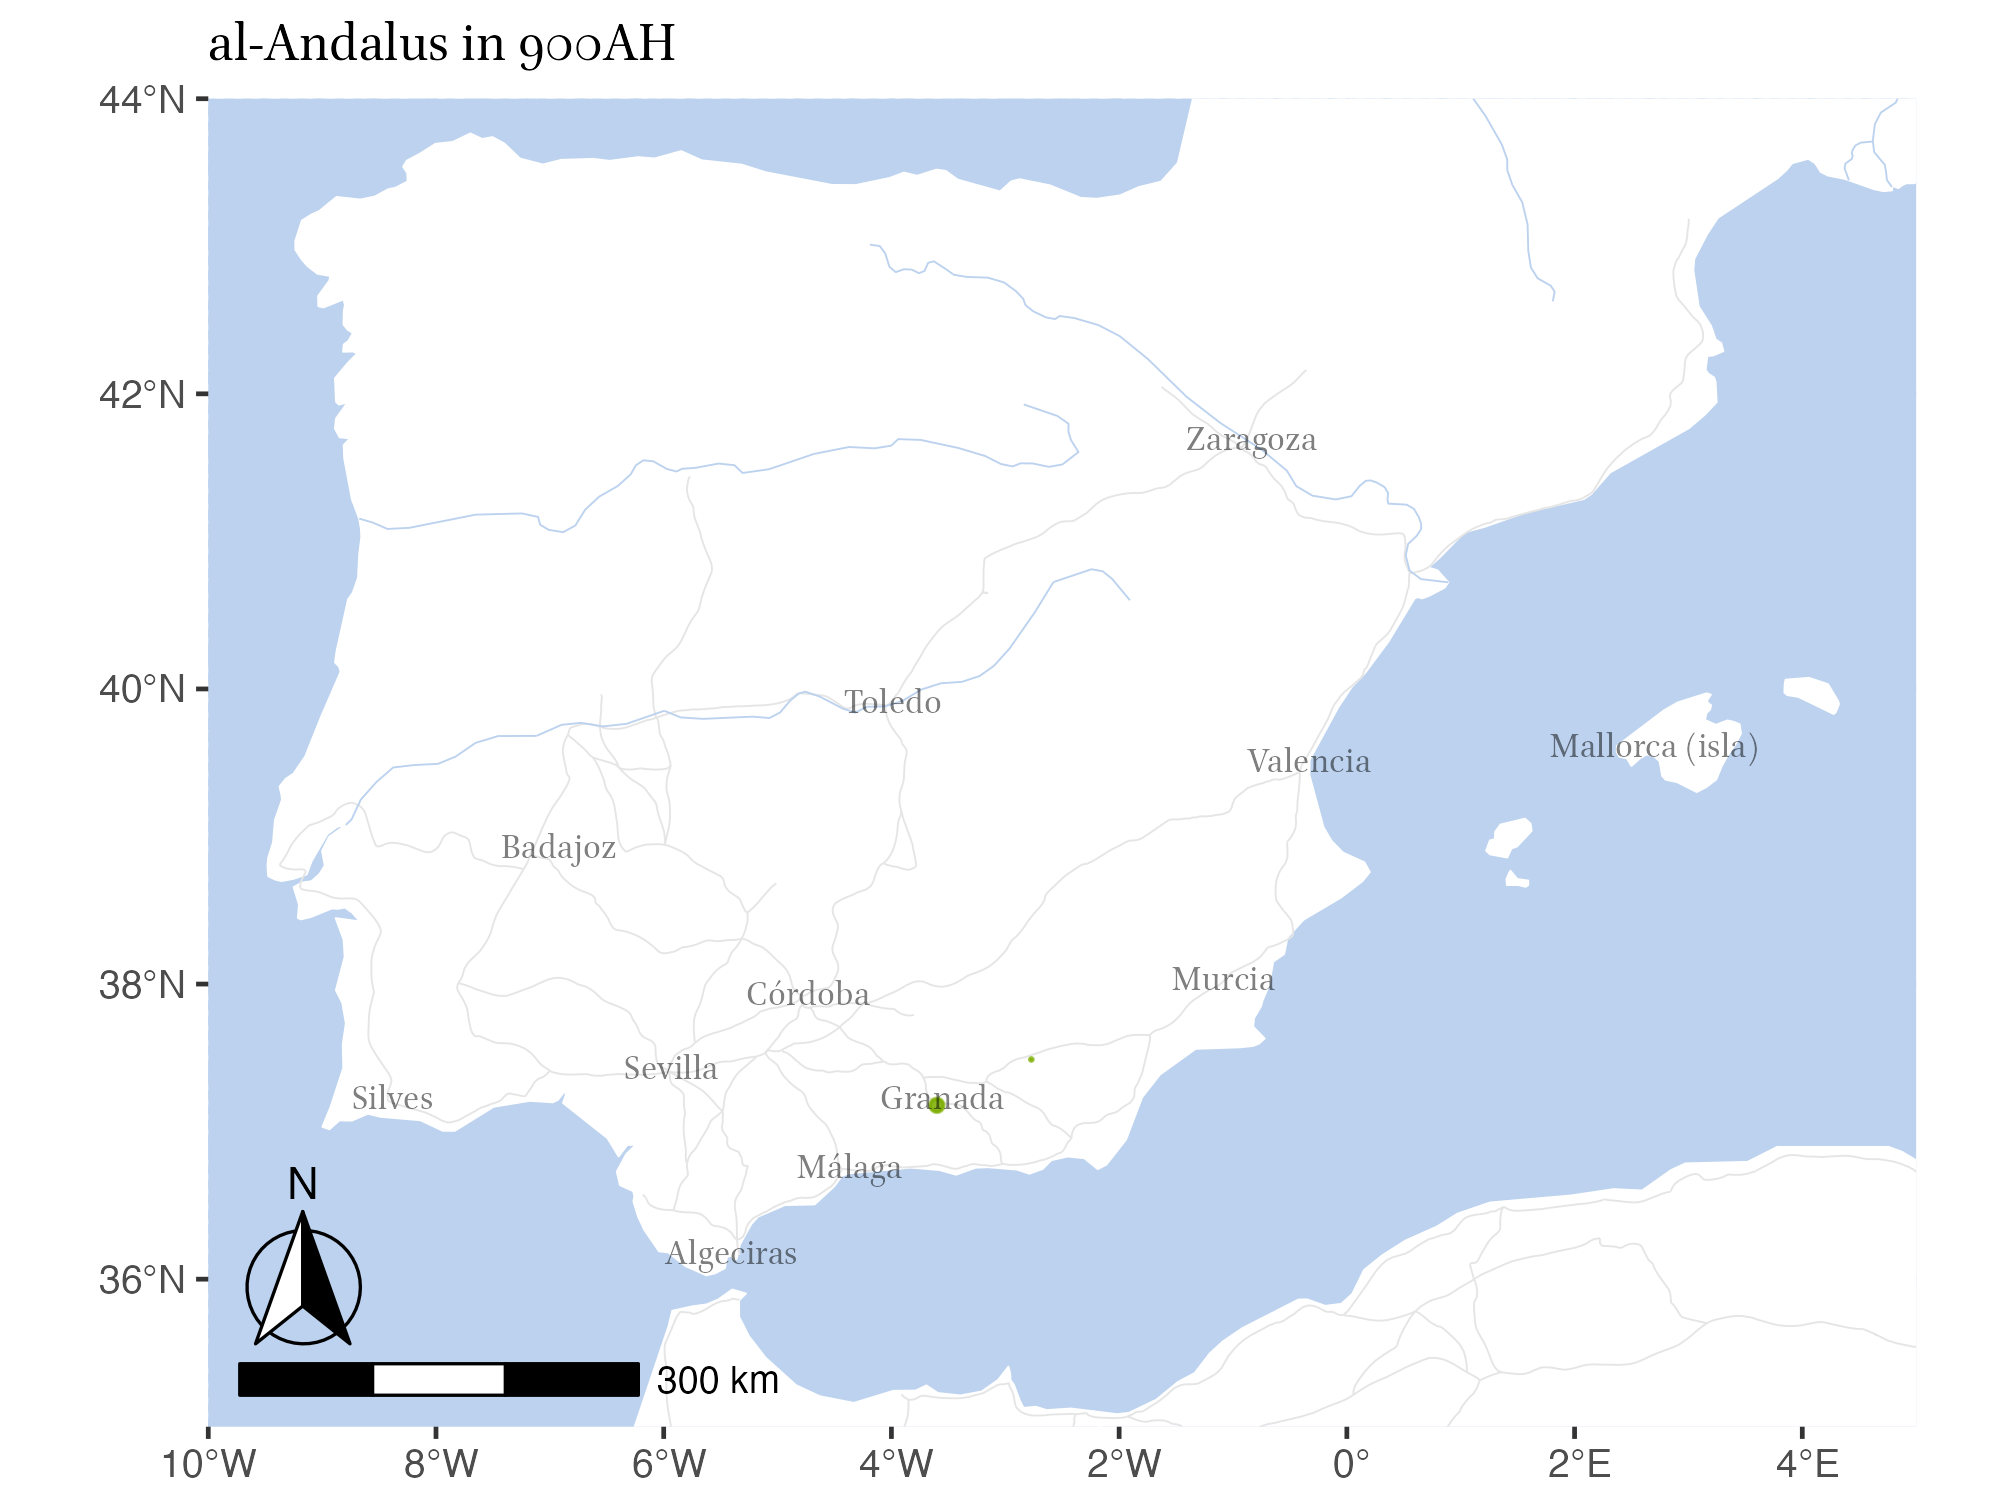 al-Andalus in 900AH
44°N
42°N
Zaragoza
40°N
Toledo
Mallorca (isla)
Valencia
Badajoz
38°N
Murcia
Córdoba
Sevilla
Silves
Granada
Málaga
N
Algeciras
36°N
300 km
10°W 8°W 6°W 4°W 2°W 0° 2°E 4°E